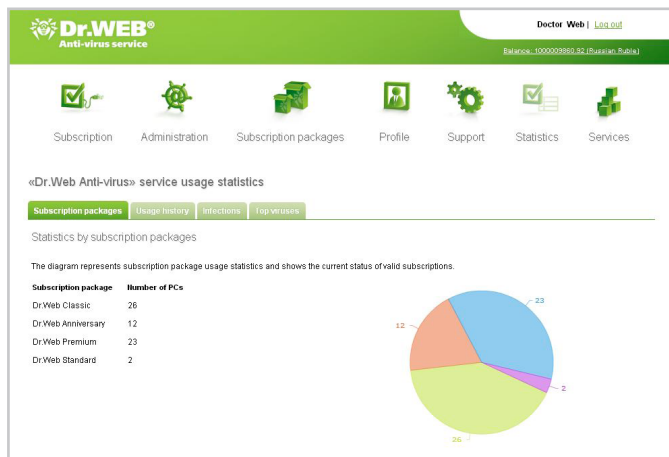 Dr.WEB®
Anti-virus service
Doctor Web | Log out
Balance: 1000009860.92 (Russian Ruble)
Subscription
Administration
Subscription packages
Profile
Support
Statistics
Services
«Dr.Web Anti-virus» service usage statistics
Subscription packages
Usage history
Infections
Top viruses
Statistics by subscription packages
The diagram represents subscription package usage statistics and shows the current status of valid subscriptions.
Subscription package Number of PCs
Dr.Web Classic 26
Dr.Web Anniversary 12
Dr.Web Premium 23
Dr.Web Standard 2
23
12
2
26